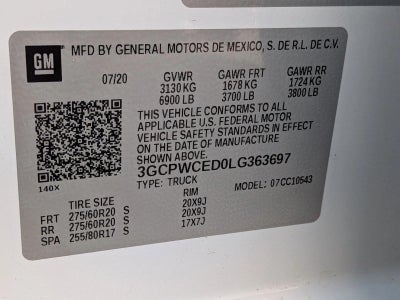 GM MFD BY GENERAL MOTORS DE MEXICO, S. DE R.L. DE C.V.
07/20 GVWR GAWR FRT GAWR RR
3130 KG 1678 KG 1724 KG
6900 LB 3700 LB 3800 LB
THIS VEHICLE CONFORMS TO ALL
APPLICABLE U.S. FEDERAL MOTOR
VEHICLE SAFETY STANDARDS IN EFFECT
ON THE DATE OF MANUFACTURE
SHOWN ABOVE.
140X 3GCPWCED0LG363697
TYPE: TRUCK MODEL: 07CC10543
TIRE SIZE RIM
FRT 275/60R20 S 20X9J
RR 275/60R20 S 20X9J
SPA 255/80R17 S 17X7J